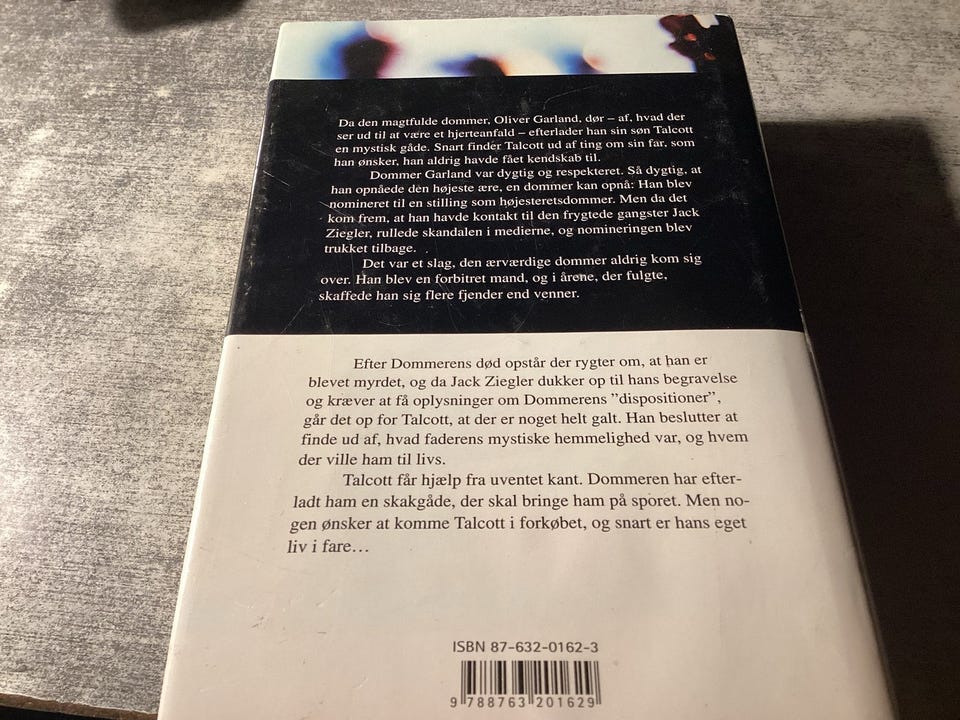 Da den magtfulde dommer, Oliver Garland, dør – af, hvad der
ser ud til at være et hjerteanfald – efterlader han sin søn Talcott
en mystisk gåde. Snart finder Talcott ud af ting om sin far, som
han ønsker, han aldrig havde fået kendskab til.
Dommer Garland var dygtig og respekteret. Så dygtig, at
han opnåede den højeste ære, en dommer kan opnå: Han blev
nomineret til en stilling som højesteretsdommer. Men da det
kom frem, at han havde kontakt til den frygtede gangster Jack
Ziegler, rullede skandalen i medierne, og nomineringen blev
trukket tilbage.
Det var et slag, den ærværdige dommer aldrig kom sig
over. Han blev en forbitret mand, og i årene, der fulgte,
skaffede han sig flere fjender end venner.
Efter Dommerens død opstår der rygter om, at han er
blevet myrdet, og da Jack Ziegler dukker op til hans begravelse
og kræver at få oplysninger om Dommerens ”dispositioner”,
går det op for Talcott, at der er noget helt galt. Han beslutter at
finde ud af, hvad faderens mystiske hemmelighed var, og hvem
der ville ham til livs.
Talcott får hjælp fra uventet kant. Dommeren har efter-
ladt ham en skakgåde, der skal bringe ham på sporet. Men no-
gen ønsker at komme Talcott i forkøbet, og snart er hans eget
liv i fare…
ISBN 87-632-0162-3
9 788763 201629